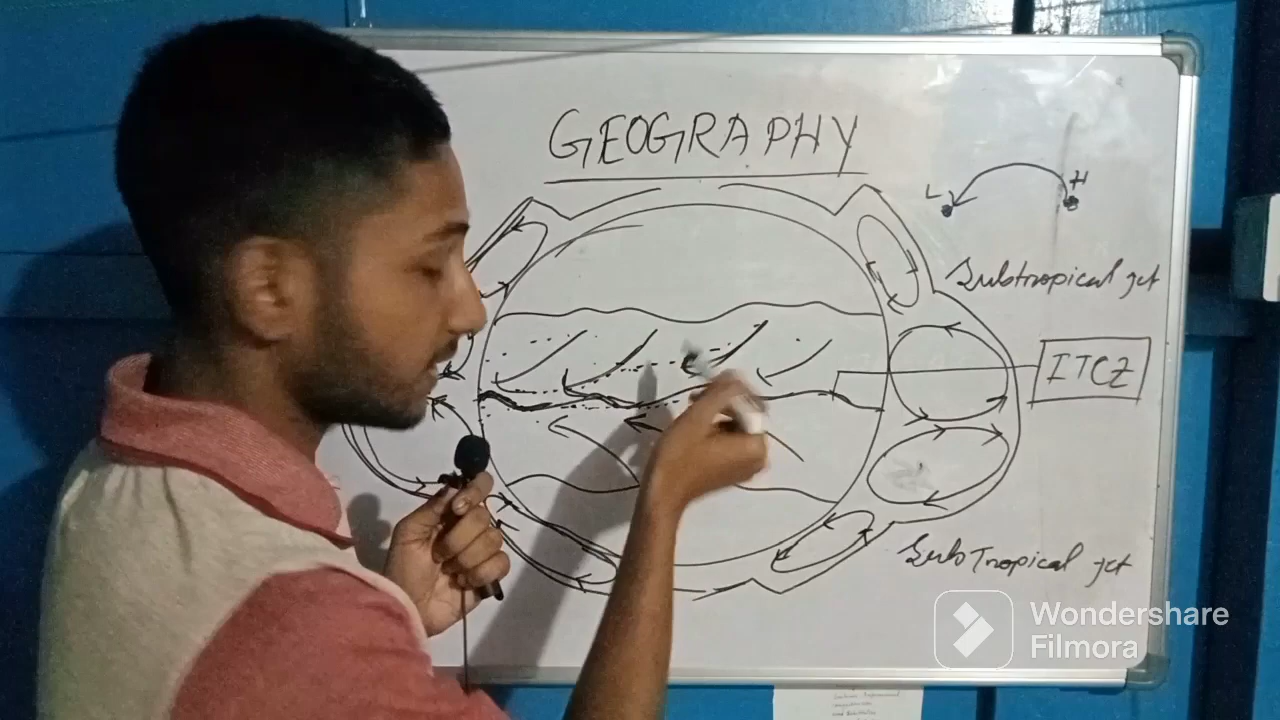 GEOGRAPHY
L H
Subtropical jet
ITCZ
SubTropical jet
Wondershare
Filmora